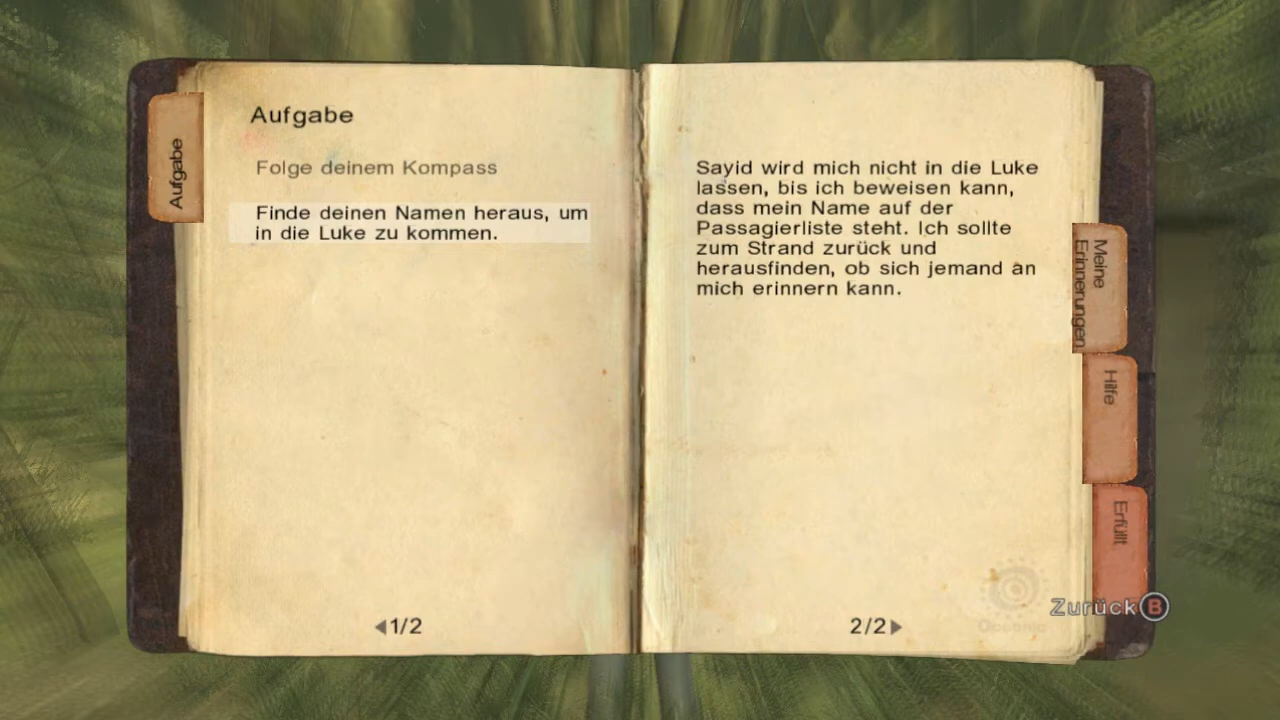 Aufgabe
Aufgabe
Folge deinem Kompass
Finde deinen Namen heraus, um
in die Luke zu kommen.
1/2
Sayid wird mich nicht in die Luke
lassen, bis ich beweisen kann,
dass mein Name auf der
Passagierliste steht. Ich sollte
zum Strand zurück und
herausfinden, ob sich jemand an
mich erinnern kann.
2/2
Meine
Erinnerungen
Hilfe
Erfüllt
Zurück B
Oceanic